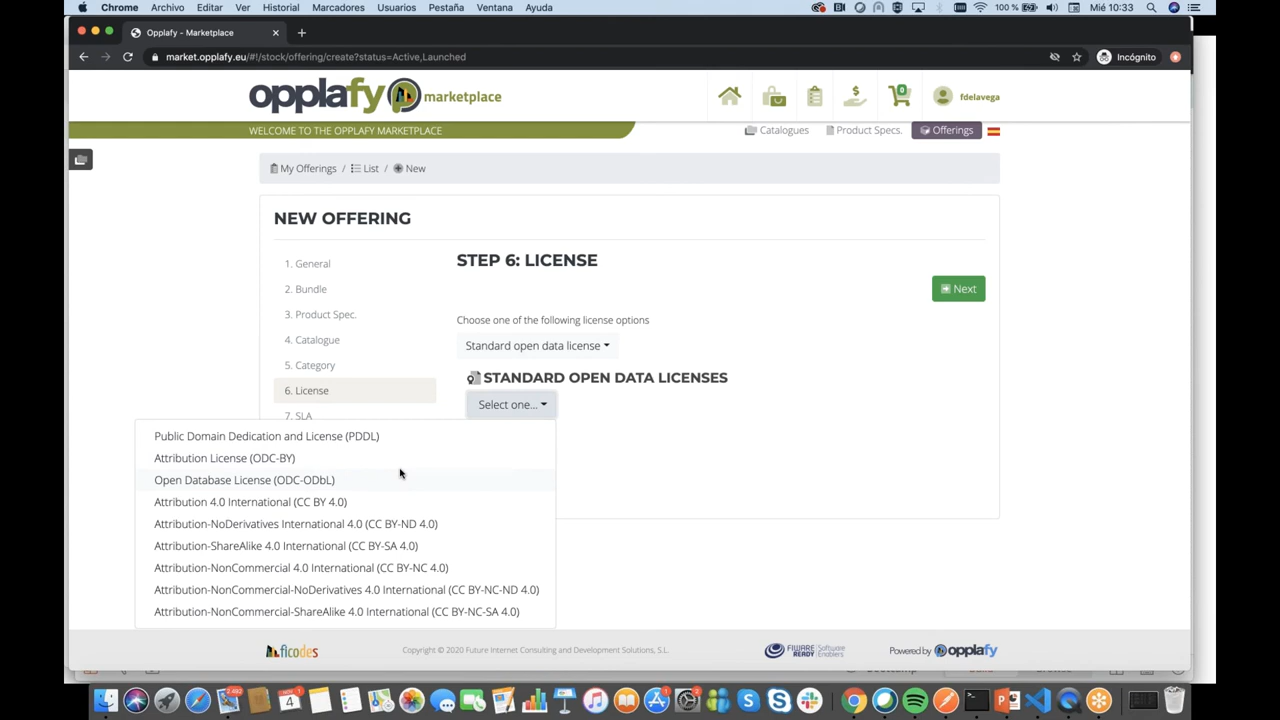 Chrome Archivo Editar Ver Historial Marcadores Usuarios Pestaña Ventana Ayuda 100 % Mié 10:33
Opplafy - Marketplace
market.opplafy.eu/#!/stock/offering/create?status=Active,Launched Incógnito
opplafy marketplace 0 fdelavega
WELCOME TO THE OPPLAFY MARKETPLACE Catalogues Product Specs. Offerings
My Offerings / List / New
NEW OFFERING
1. General
2. Bundle
3. Product Spec.
4. Catalogue
5. Category
6. License
7. SLA
STEP 6: LICENSE
Next
Choose one of the following license options
Standard open data license
STANDARD OPEN DATA LICENSES
Select one...
Public Domain Dedication and License (PDDL)
Attribution License (ODC-BY)
Open Database License (ODC-ODbL)
Attribution 4.0 International (CC BY 4.0)
Attribution-NoDerivatives International 4.0 (CC BY-ND 4.0)
Attribution-ShareAlike 4.0 International (CC BY-SA 4.0)
Attribution-NonCommercial 4.0 International (CC BY-NC 4.0)
Attribution-NonCommercial-NoDerivatives 4.0 International (CC BY-NC-ND 4.0)
Attribution-NonCommercial-ShareAlike 4.0 International (CC BY-NC-SA 4.0)
ficodes Copyright © 2020 Future Internet Consulting and Development Solutions, S.L. FIWARE READY Software Enablers Powered by opplafy